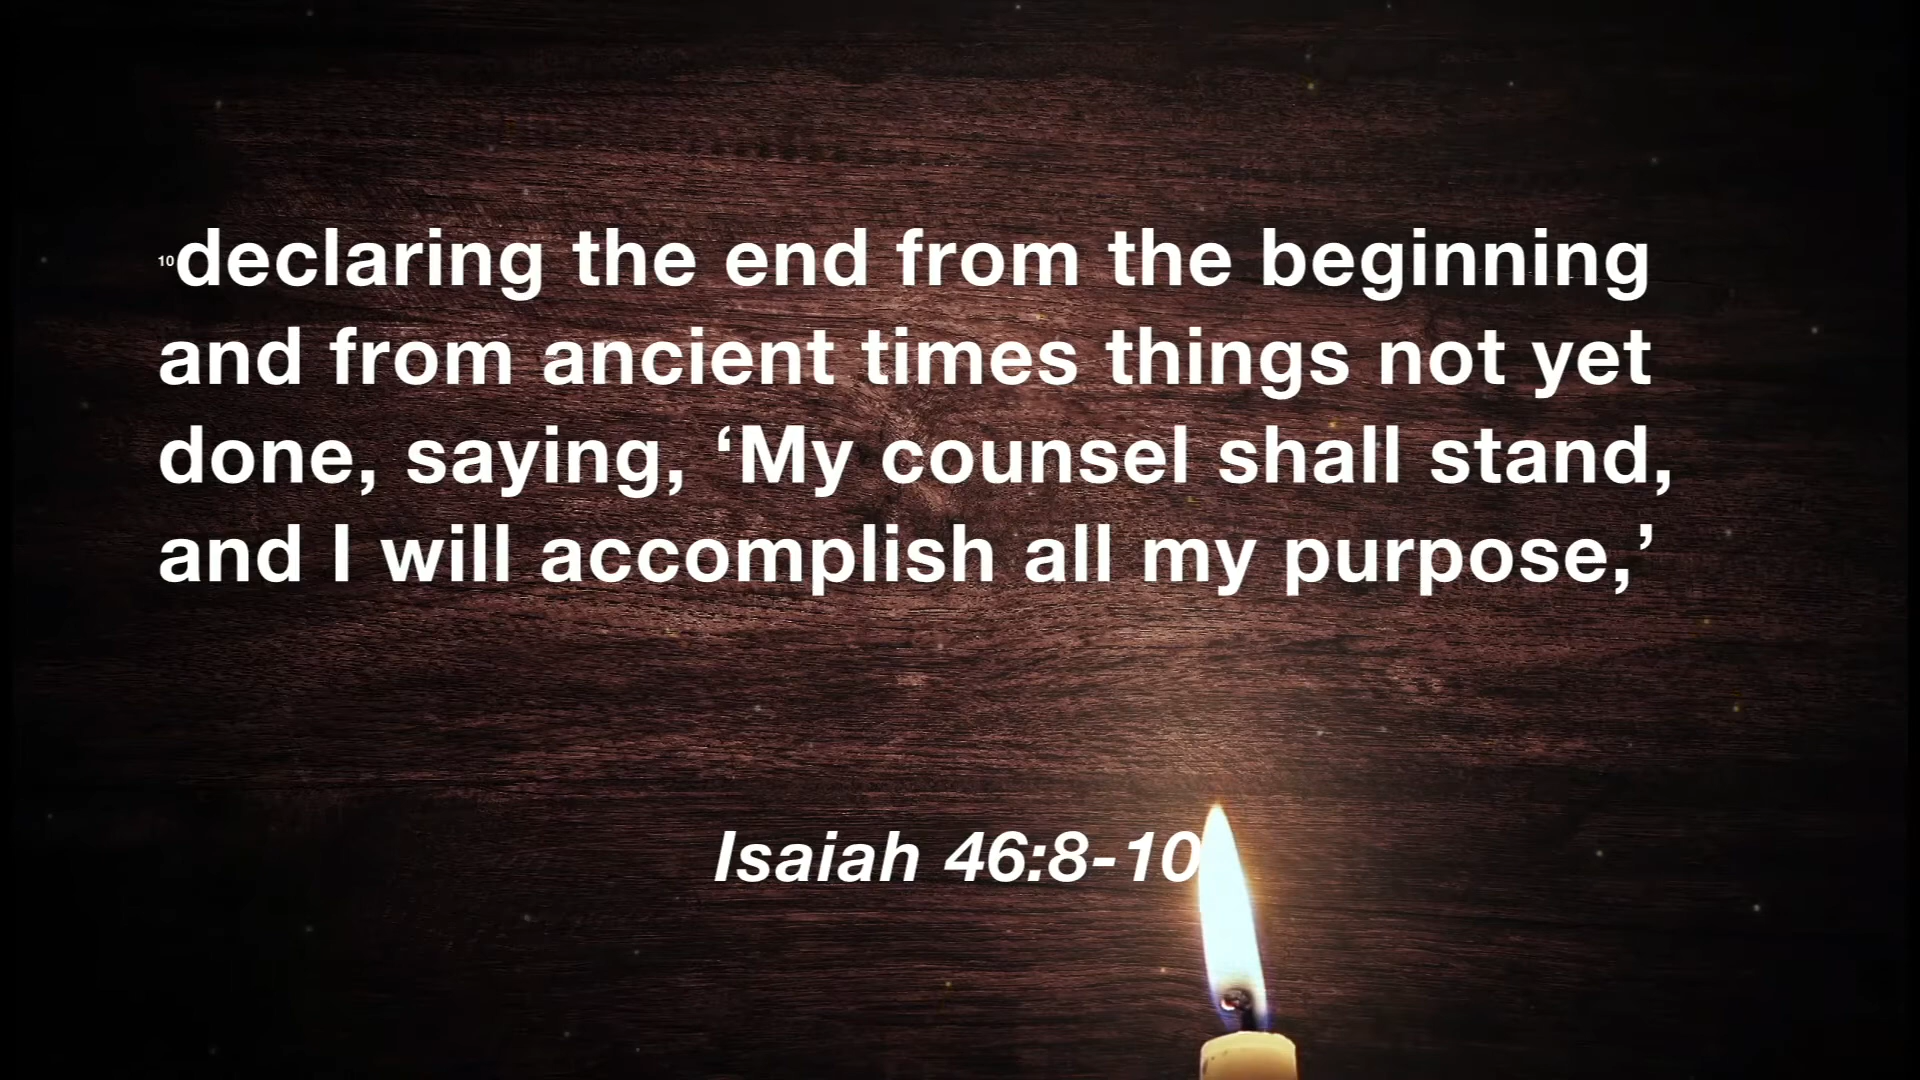 10declaring the end from the beginning
and from ancient times things not yet
done, saying, ‘My counsel shall stand,
and I will accomplish all my purpose,’
Isaiah 46:8-10